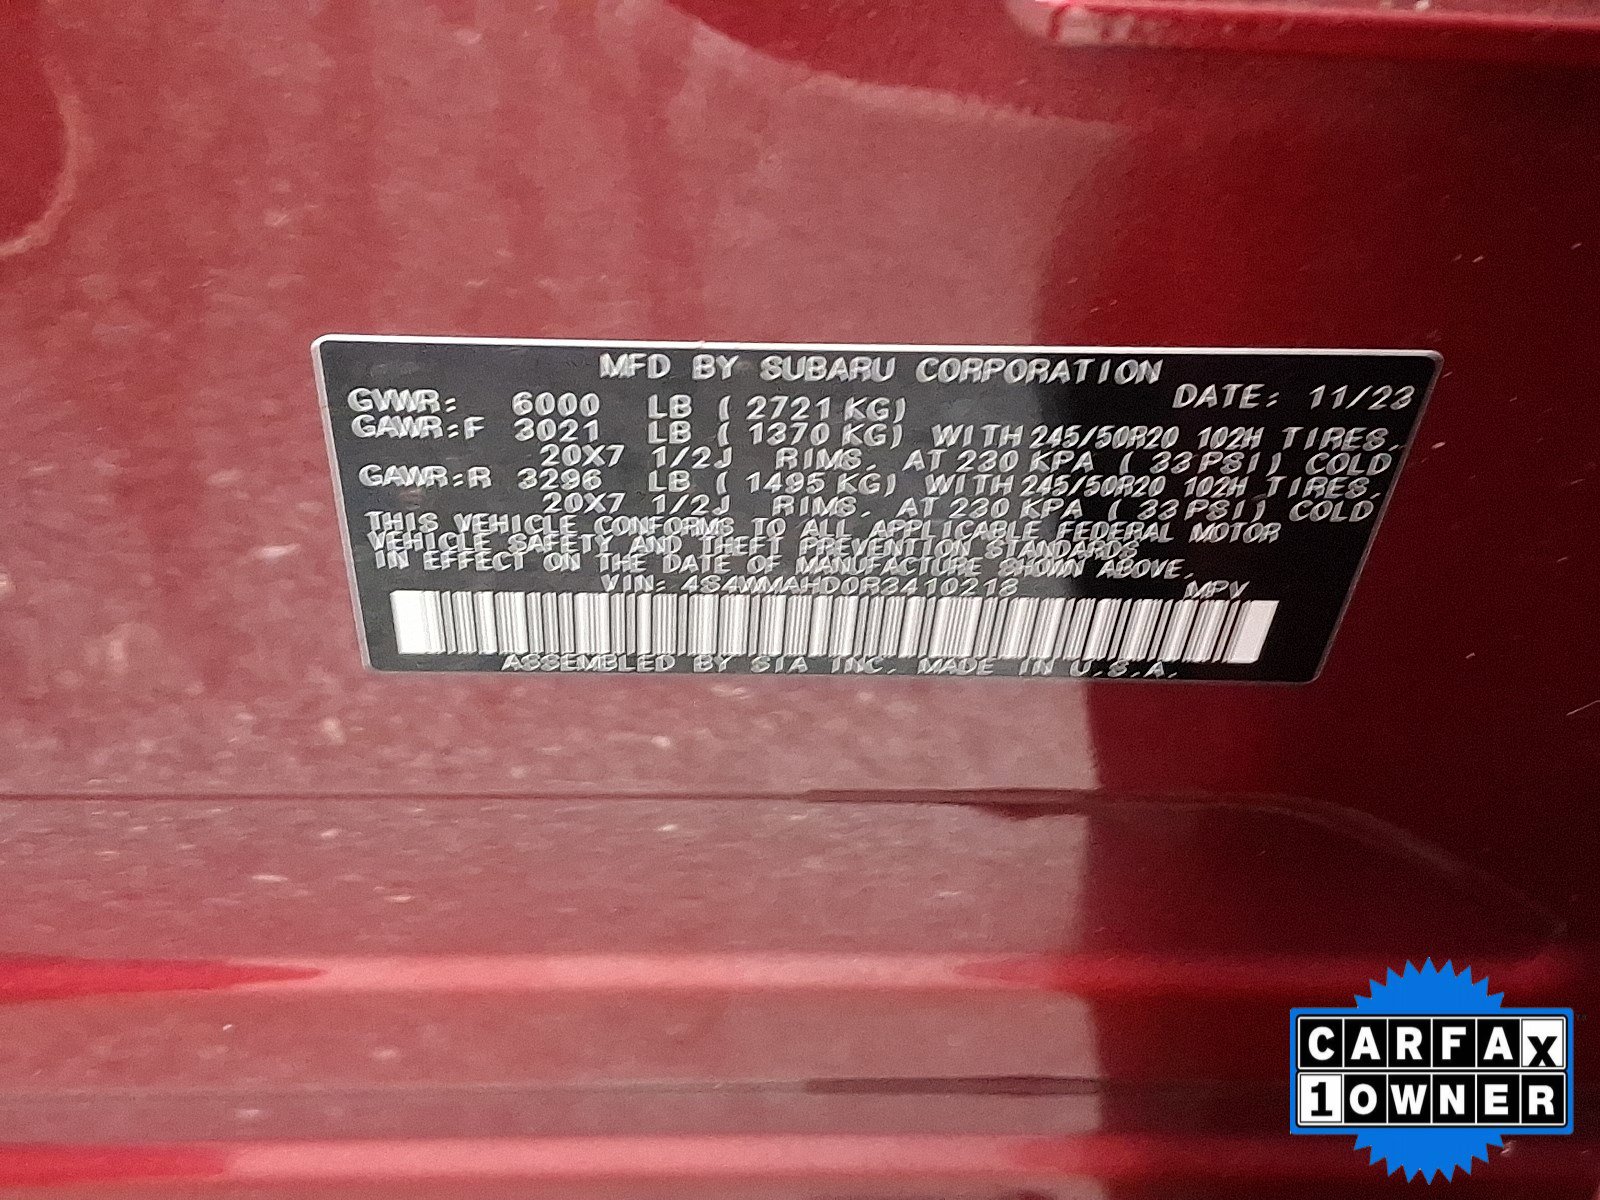 MFD BY SUBARU CORPORATION
GVWR: 6000 LB ( 2721 KG) DATE: 11/23
GAWR:F 3021 LB ( 1370 KG) WITH 245/50R20 102H TIRES,
20X7 1/2J RIMS, AT 230 KPA ( 33 PSI) COLD
GAWR:R 3296 LB ( 1495 KG) WITH 245/50R20 102H TIRES,
20X7 1/2J RIMS, AT 230 KPA ( 33 PSI) COLD
THIS VEHICLE CONFORMS TO ALL APPLICABLE FEDERAL MOTOR
VEHICLE SAFETY AND THEFT PREVENTION STANDARDS
IN EFFECT ON THE DATE OF MANUFACTURE SHOWN ABOVE.
VIN: 4S4WMAHD0R3410218 MPV
ASSEMBLED BY SIA INC. MADE IN U.S.A.
CARFAX
1 OWNER